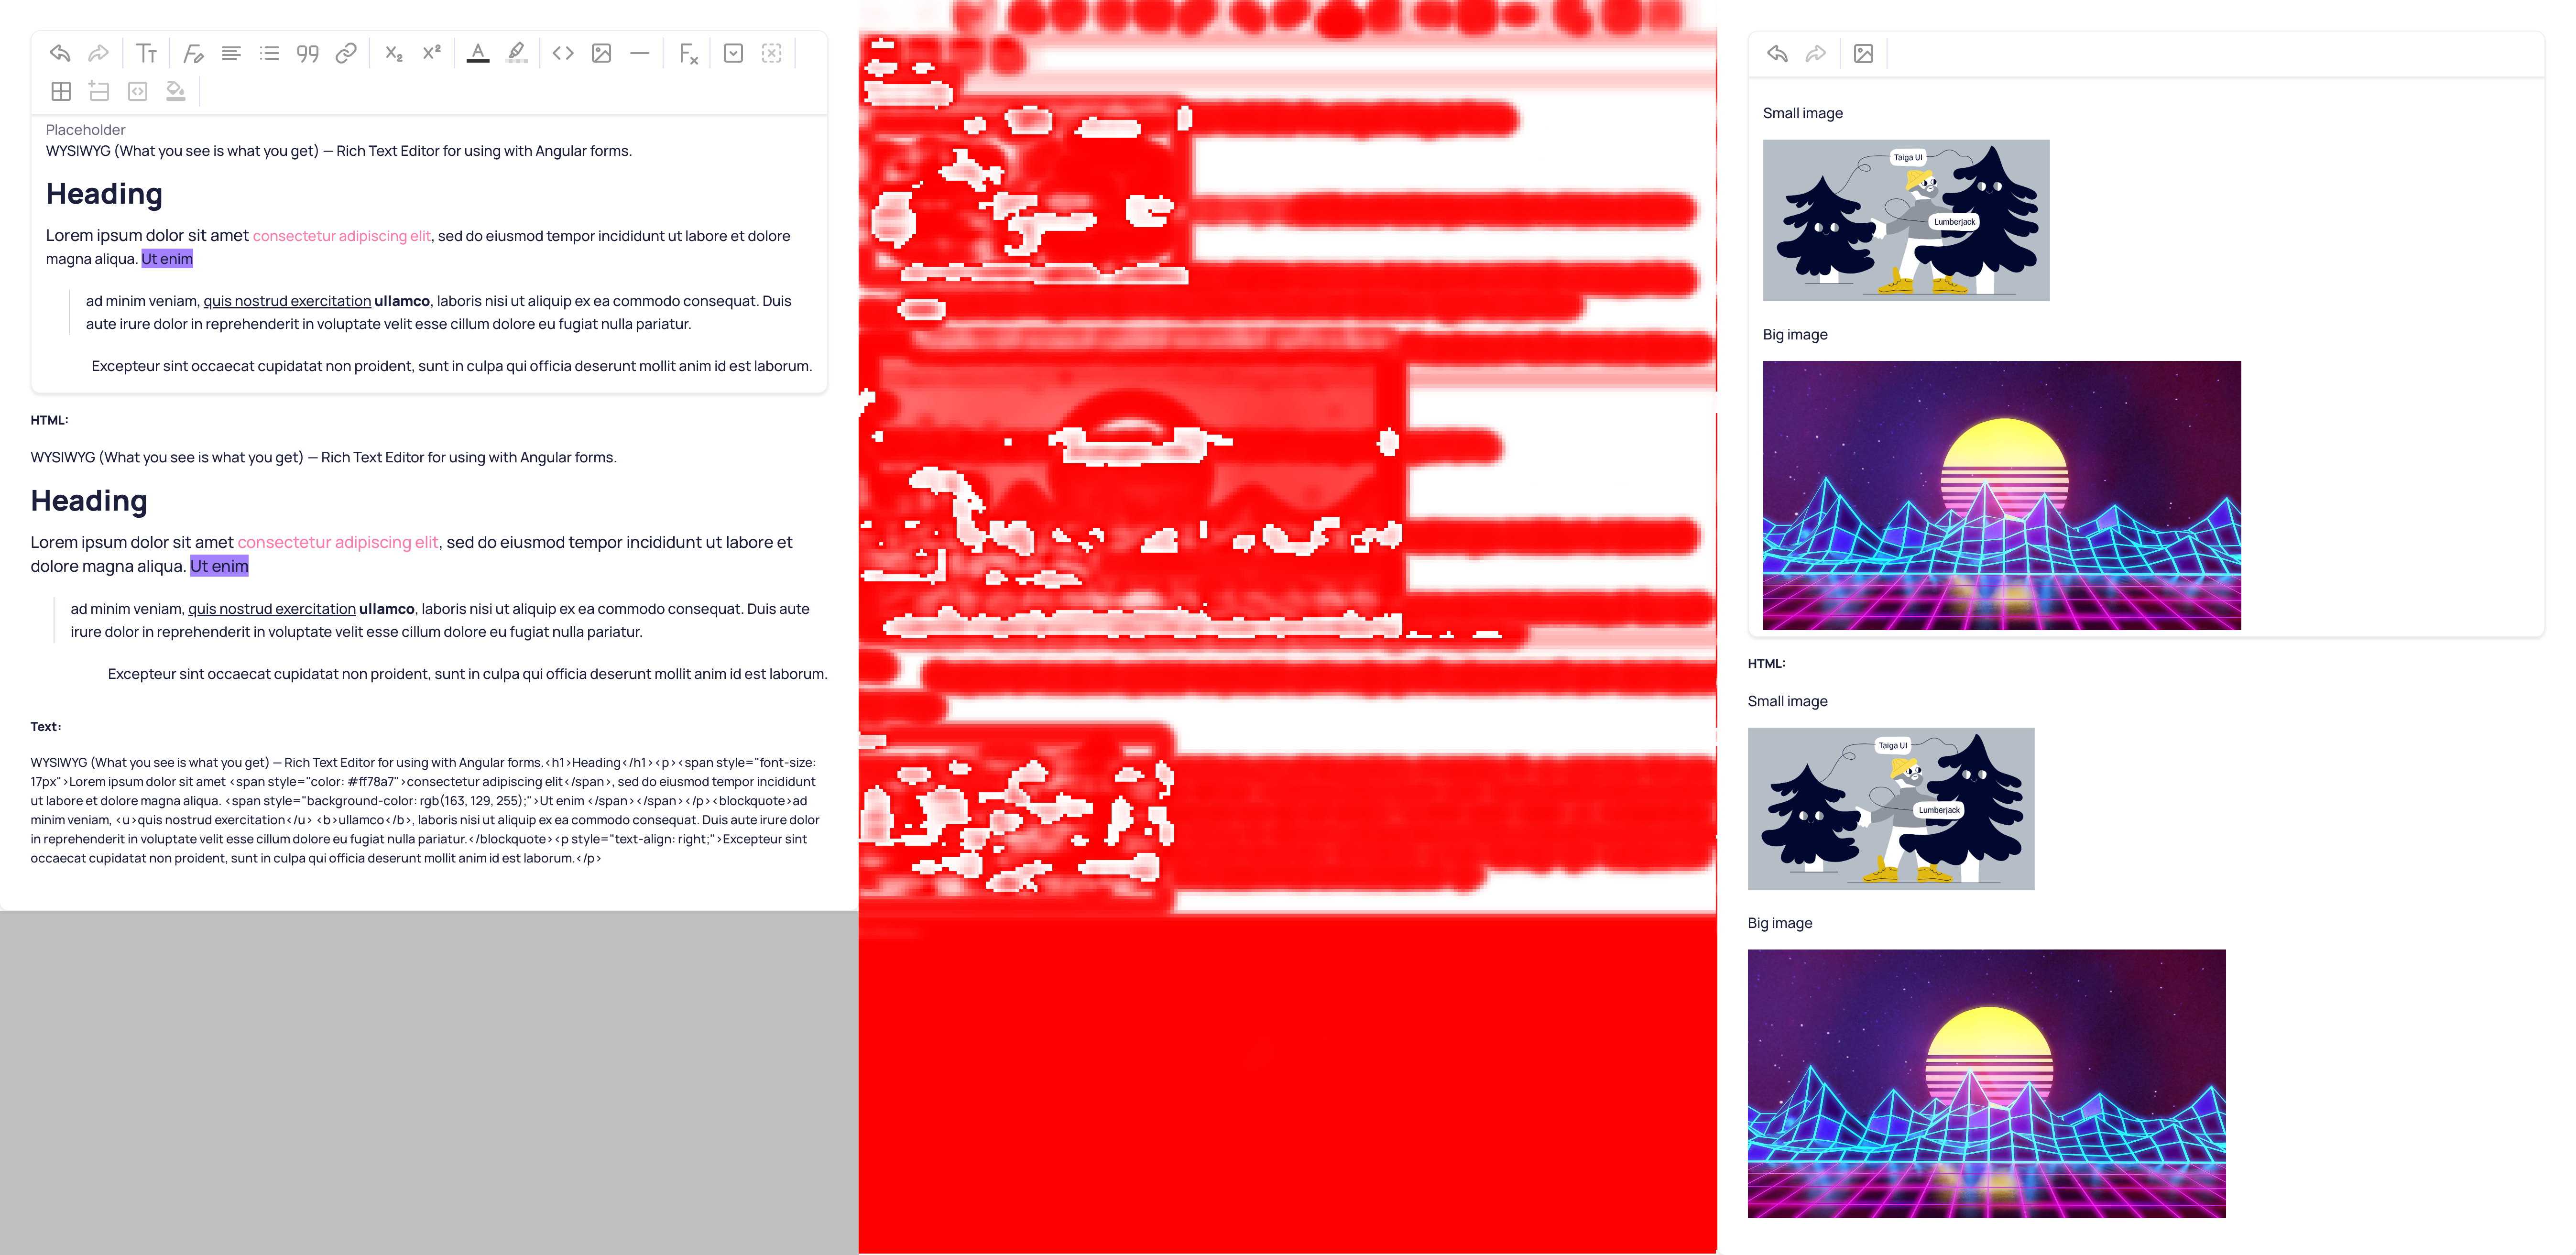 Placeholder
WYSIWYG (What you see is what you get) — Rich Text Editor for using with Angular forms.
Heading
Lorem ipsum dolor sit amet consectetur adipiscing elit, sed do eiusmod tempor incididunt ut labore et dolore
magna aliqua. Ut enim
ad minim veniam, quis nostrud exercitation ullamco, laboris nisi ut aliquip ex ea commodo consequat. Duis
aute irure dolor in reprehenderit in voluptate velit esse cillum dolore eu fugiat nulla pariatur.
Excepteur sint occaecat cupidatat non proident, sunt in culpa qui officia deserunt mollit anim id est laborum.
HTML:
WYSIWYG (What you see is what you get) — Rich Text Editor for using with Angular forms.
Heading
Lorem ipsum dolor sit amet consectetur adipiscing elit, sed do eiusmod tempor incididunt ut labore et
dolore magna aliqua. Ut enim
ad minim veniam, quis nostrud exercitation ullamco, laboris nisi ut aliquip ex ea commodo consequat. Duis aute
irure dolor in reprehenderit in voluptate velit esse cillum dolore eu fugiat nulla pariatur.
Excepteur sint occaecat cupidatat non proident, sunt in culpa qui officia deserunt mollit anim id est laborum.
Text:
WYSIWYG (What you see is what you get) — Rich Text Editor for using with Angular forms.<h1>Heading</h1><p><span style="font-size:
17px">Lorem ipsum dolor sit amet <span style="color: #ff78a7">consectetur adipiscing elit</span>, sed do eiusmod tempor incididunt
ut labore et dolore magna aliqua. <span style="background-color: rgb(163, 129, 255);">Ut enim </span></span></p><blockquote>ad
minim veniam, <u>quis nostrud exercitation</u> <b>ullamco</b>, laboris nisi ut aliquip ex ea commodo consequat. Duis aute irure dolor
in reprehenderit in voluptate velit esse cillum dolore eu fugiat nulla pariatur.</blockquote><p style="text-align: right;">Excepteur sint
occaecat cupidatat non proident, sunt in culpa qui officia deserunt mollit anim id est laborum.</p>
Small image
Taiga UI
Lumberjack
Big image
HTML:
Small image
Taiga UI
Lumberjack
Big image